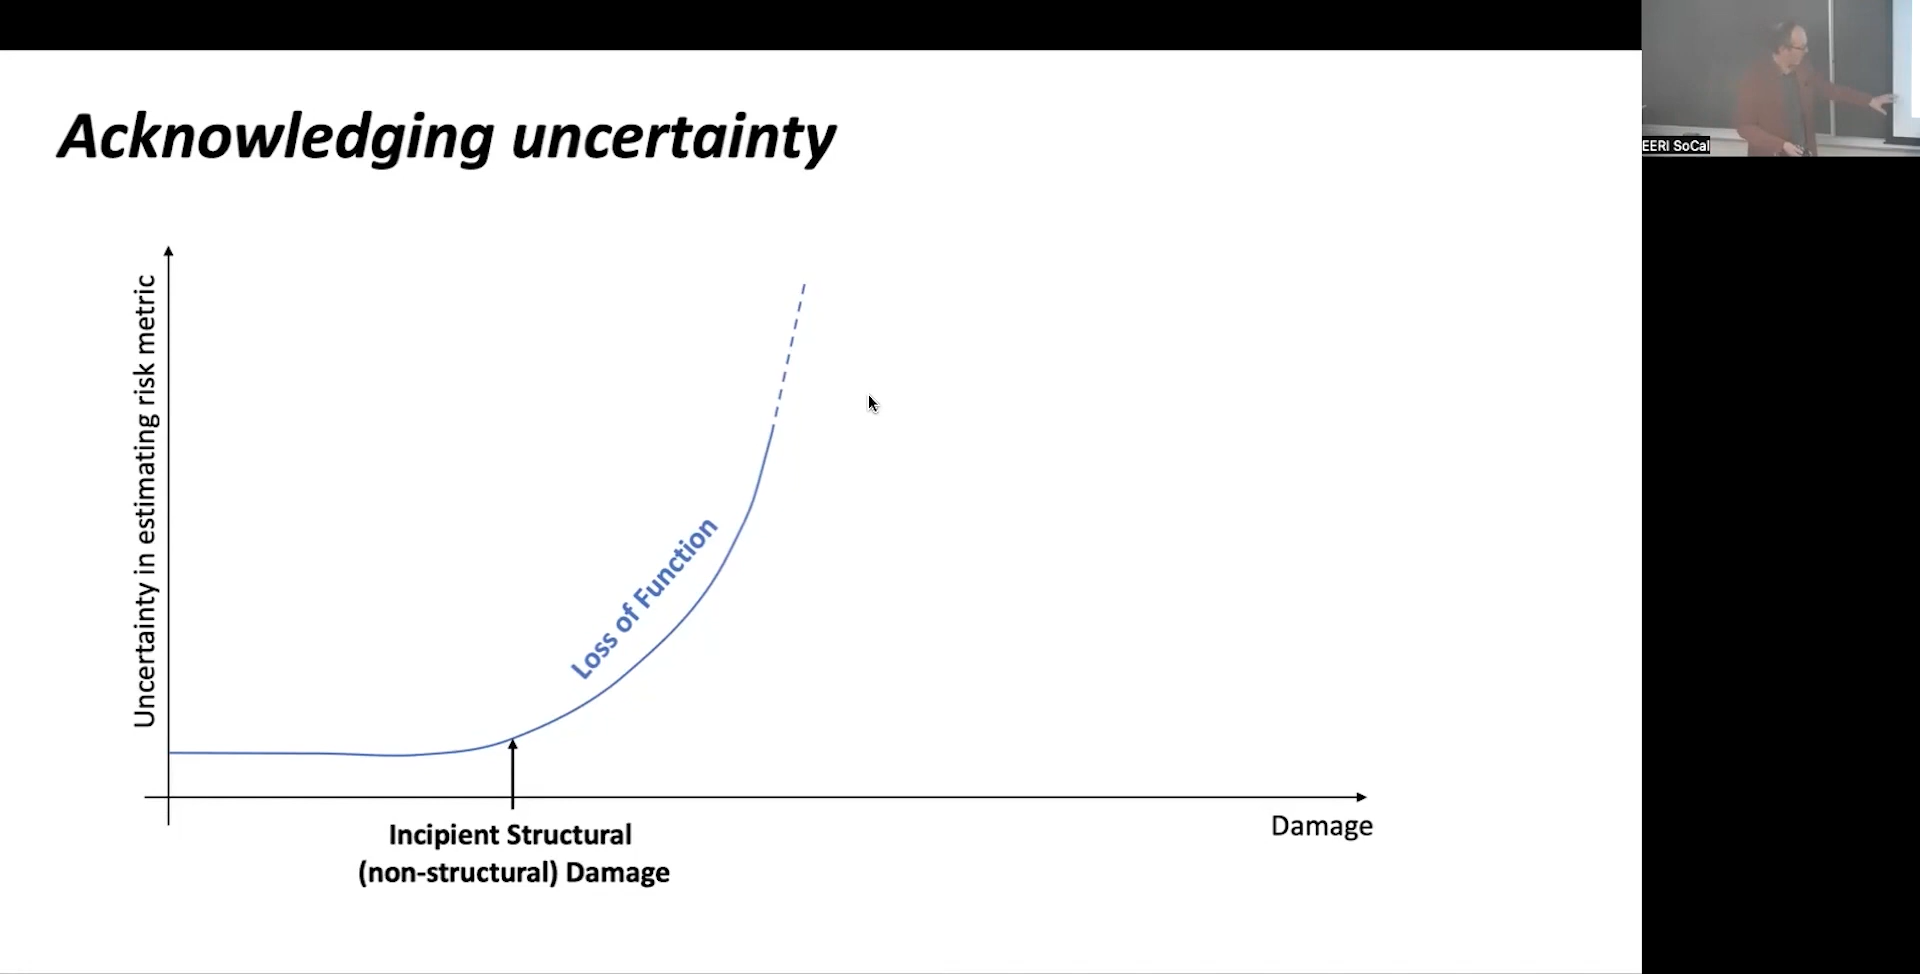 Acknowledging uncertainty
EERI SoCal
Uncertainty in estimating risk metric
Loss of Function
Incipient Structural
(non-structural) Damage
Damage